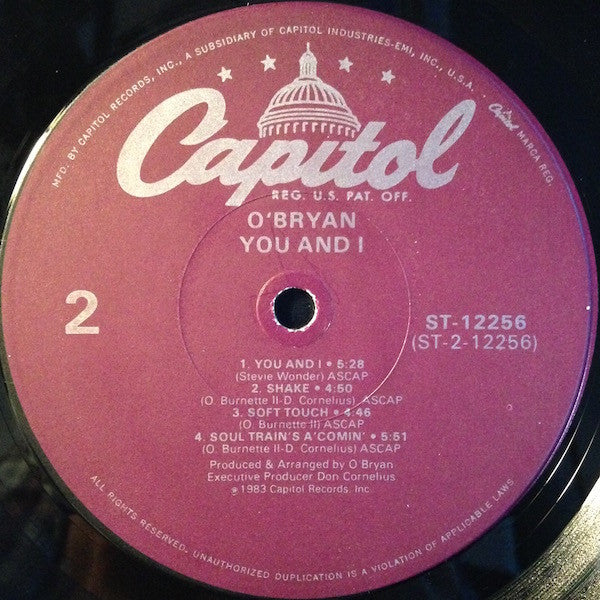 MFD. BY CAPITOL RECORDS, INC., A SUBSIDIARY OF CAPITOL INDUSTRIES-EMI, INC., U.S.A. • Capitol MARCA REG.
Capitol
REG. U.S. PAT. OFF.
O'BRYAN
YOU AND I
2
ST-12256
(ST-2-12256)
1. YOU AND I • 5:28
(Stevie Wonder) ASCAP
2. SHAKE • 4:50
(O. Burnette II-D. Cornelius) ASCAP
3. SOFT TOUCH • 4:46
(O. Burnette II) ASCAP
4. SOUL TRAIN'S A'COMIN' • 5:51
(O. Burnette II-D. Cornelius) ASCAP
Produced & Arranged by O'Bryan
Executive Producer Don Cornelius
℗ 1983 Capitol Records, Inc.
ALL RIGHTS RESERVED. UNAUTHORIZED DUPLICATION IS A VIOLATION OF APPLICABLE LAWS